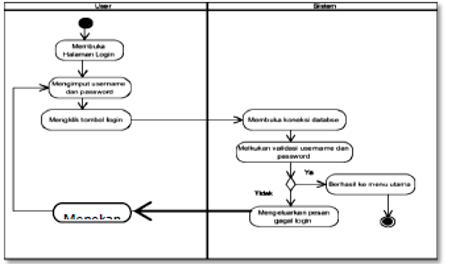 User
Sistem
Membuka
Halaman Login
Mengimput username
dan password
Mengklik tombol login
Membuka koneksi databse
Melkukan validasi username dan
password
Ya
Berhasil ke menu utama
Tidak
Mengeluarkan pesan
gagal login
Menekan